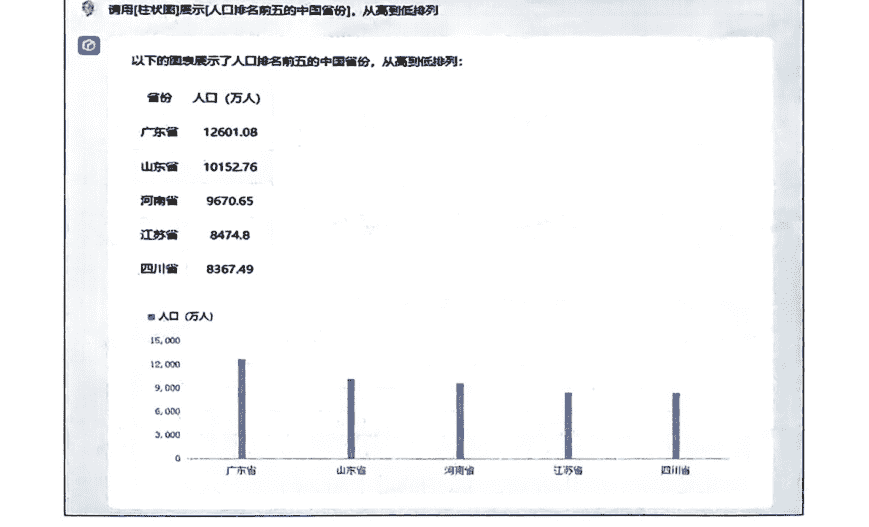 请用[柱状图]展示[人口排名前五的中国省份]，从高到低排列
以下的图表展示了人口排名前五的中国省份，从高到低排列：
省份 人口（万人）
广东省 12601.08
山东省 10152.76
河南省 9670.65
江苏省 8474.8
四川省 8367.49
人口（万人）
15,000
12,000
9,000
6,000
3,000
0
广东省 山东省 河南省 江苏省 四川省